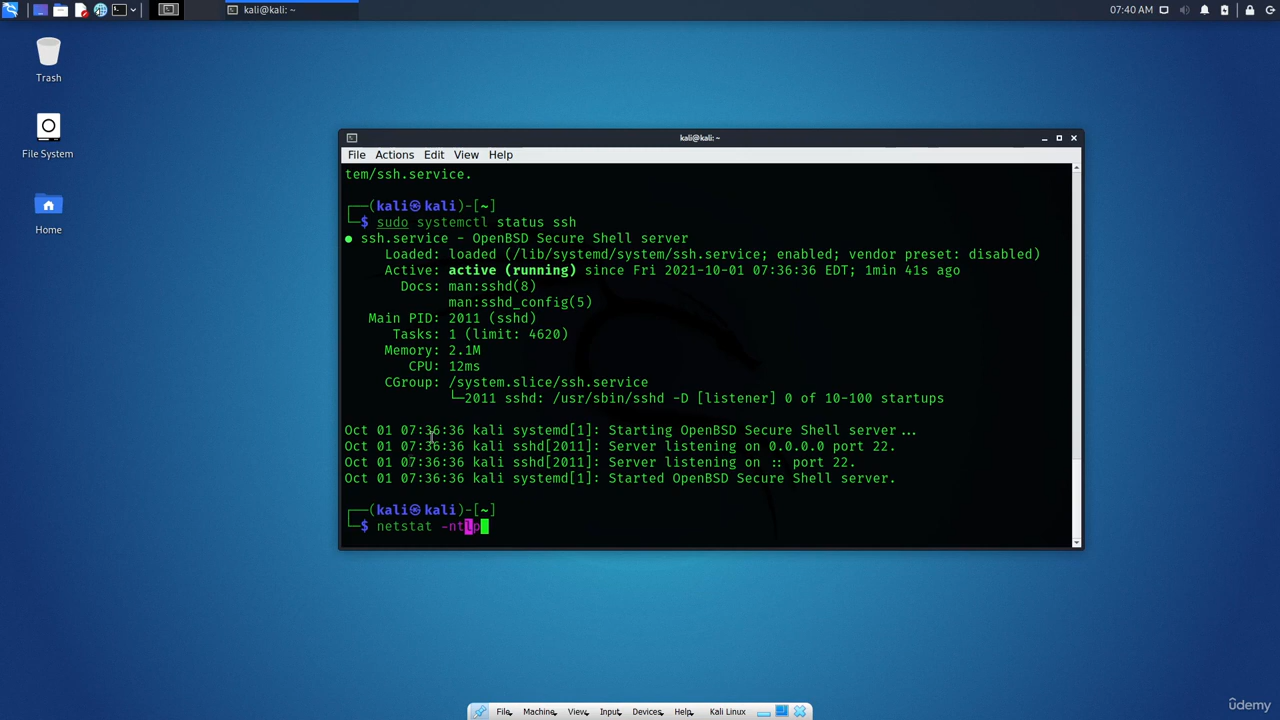 kali@kali: ~
07:40 AM
Trash
File System
Home
kali@kali: ~
File Actions Edit View Help
tem/ssh.service.
┌──(kali㉿kali)-[~]
└─$ sudo systemctl status ssh
● ssh.service - OpenBSD Secure Shell server
Loaded: loaded (/lib/systemd/system/ssh.service; enabled; vendor preset: disabled)
Active: active (running) since Fri 2021-10-01 07:36:36 EDT; 1min 41s ago
Docs: man:sshd(8)
man:sshd_config(5)
Main PID: 2011 (sshd)
Tasks: 1 (limit: 4620)
Memory: 2.1M
CPU: 12ms
CGroup: /system.slice/ssh.service
└─2011 sshd: /usr/sbin/sshd -D [listener] 0 of 10-100 startups
Oct 01 07:36:36 kali systemd[1]: Starting OpenBSD Secure Shell server...
Oct 01 07:36:36 kali sshd[2011]: Server listening on 0.0.0.0 port 22.
Oct 01 07:36:36 kali sshd[2011]: Server listening on :: port 22.
Oct 01 07:36:36 kali systemd[1]: Started OpenBSD Secure Shell server.
┌──(kali㉿kali)-[~]
└─$ netstat -ntlp
File Machine View Input Devices Help Kali Linux
ûdemy